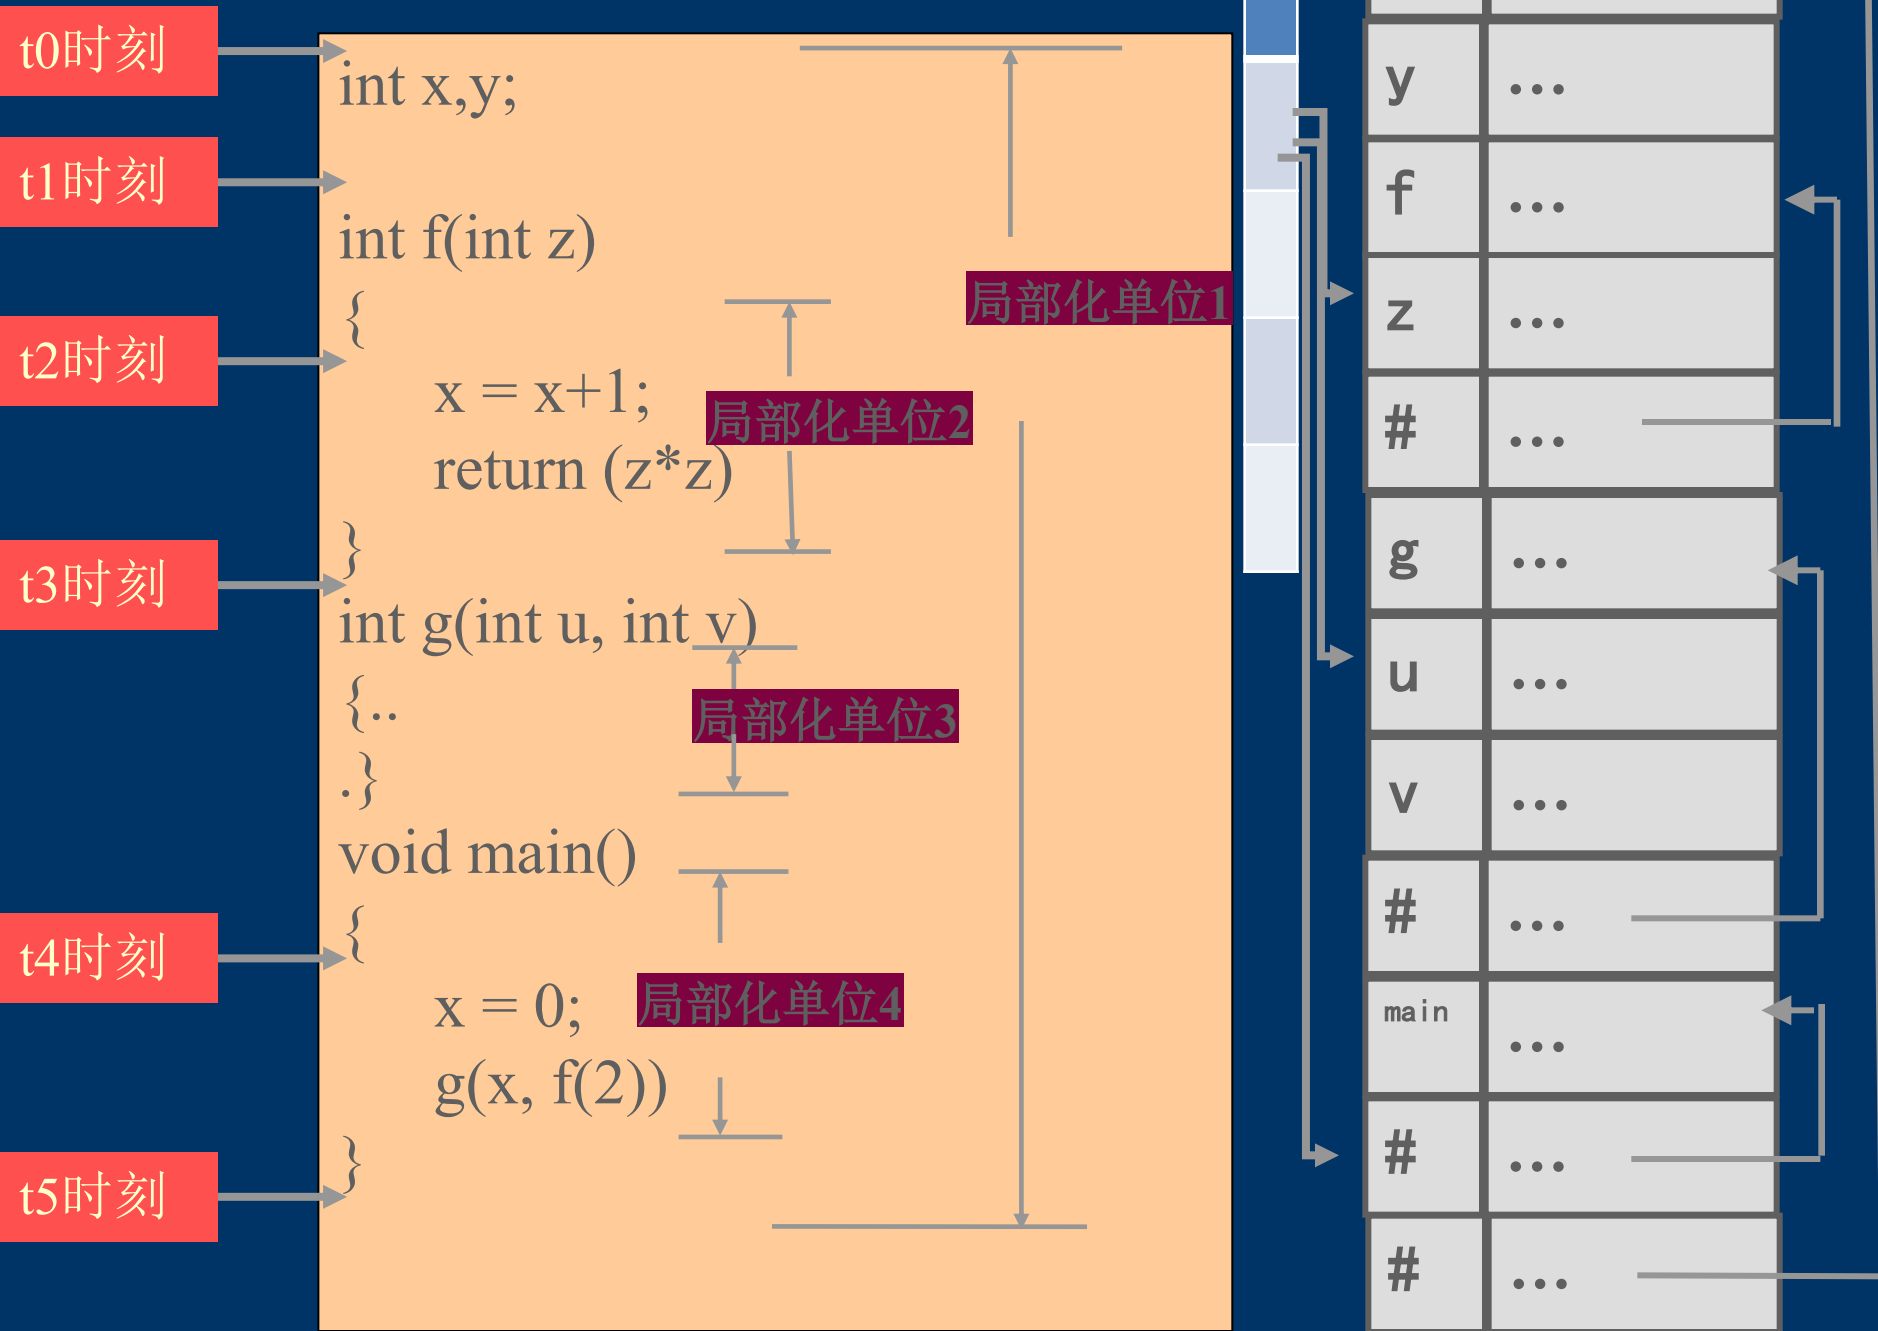 t0时刻
t1时刻
t2时刻
t3时刻
t4时刻
t5时刻
int x,y;
int f(int z)
{
x = x+1;
return (z*z)
}
int g(int u, int v)
{..
.}
void main()
{
x = 0;
g(x, f(2))
}
局部化单位1
局部化单位2
局部化单位3
局部化单位4
y ...
f ...
z ...
# ...
g ...
u ...
v ...
# ...
main ...
# ...
# ...